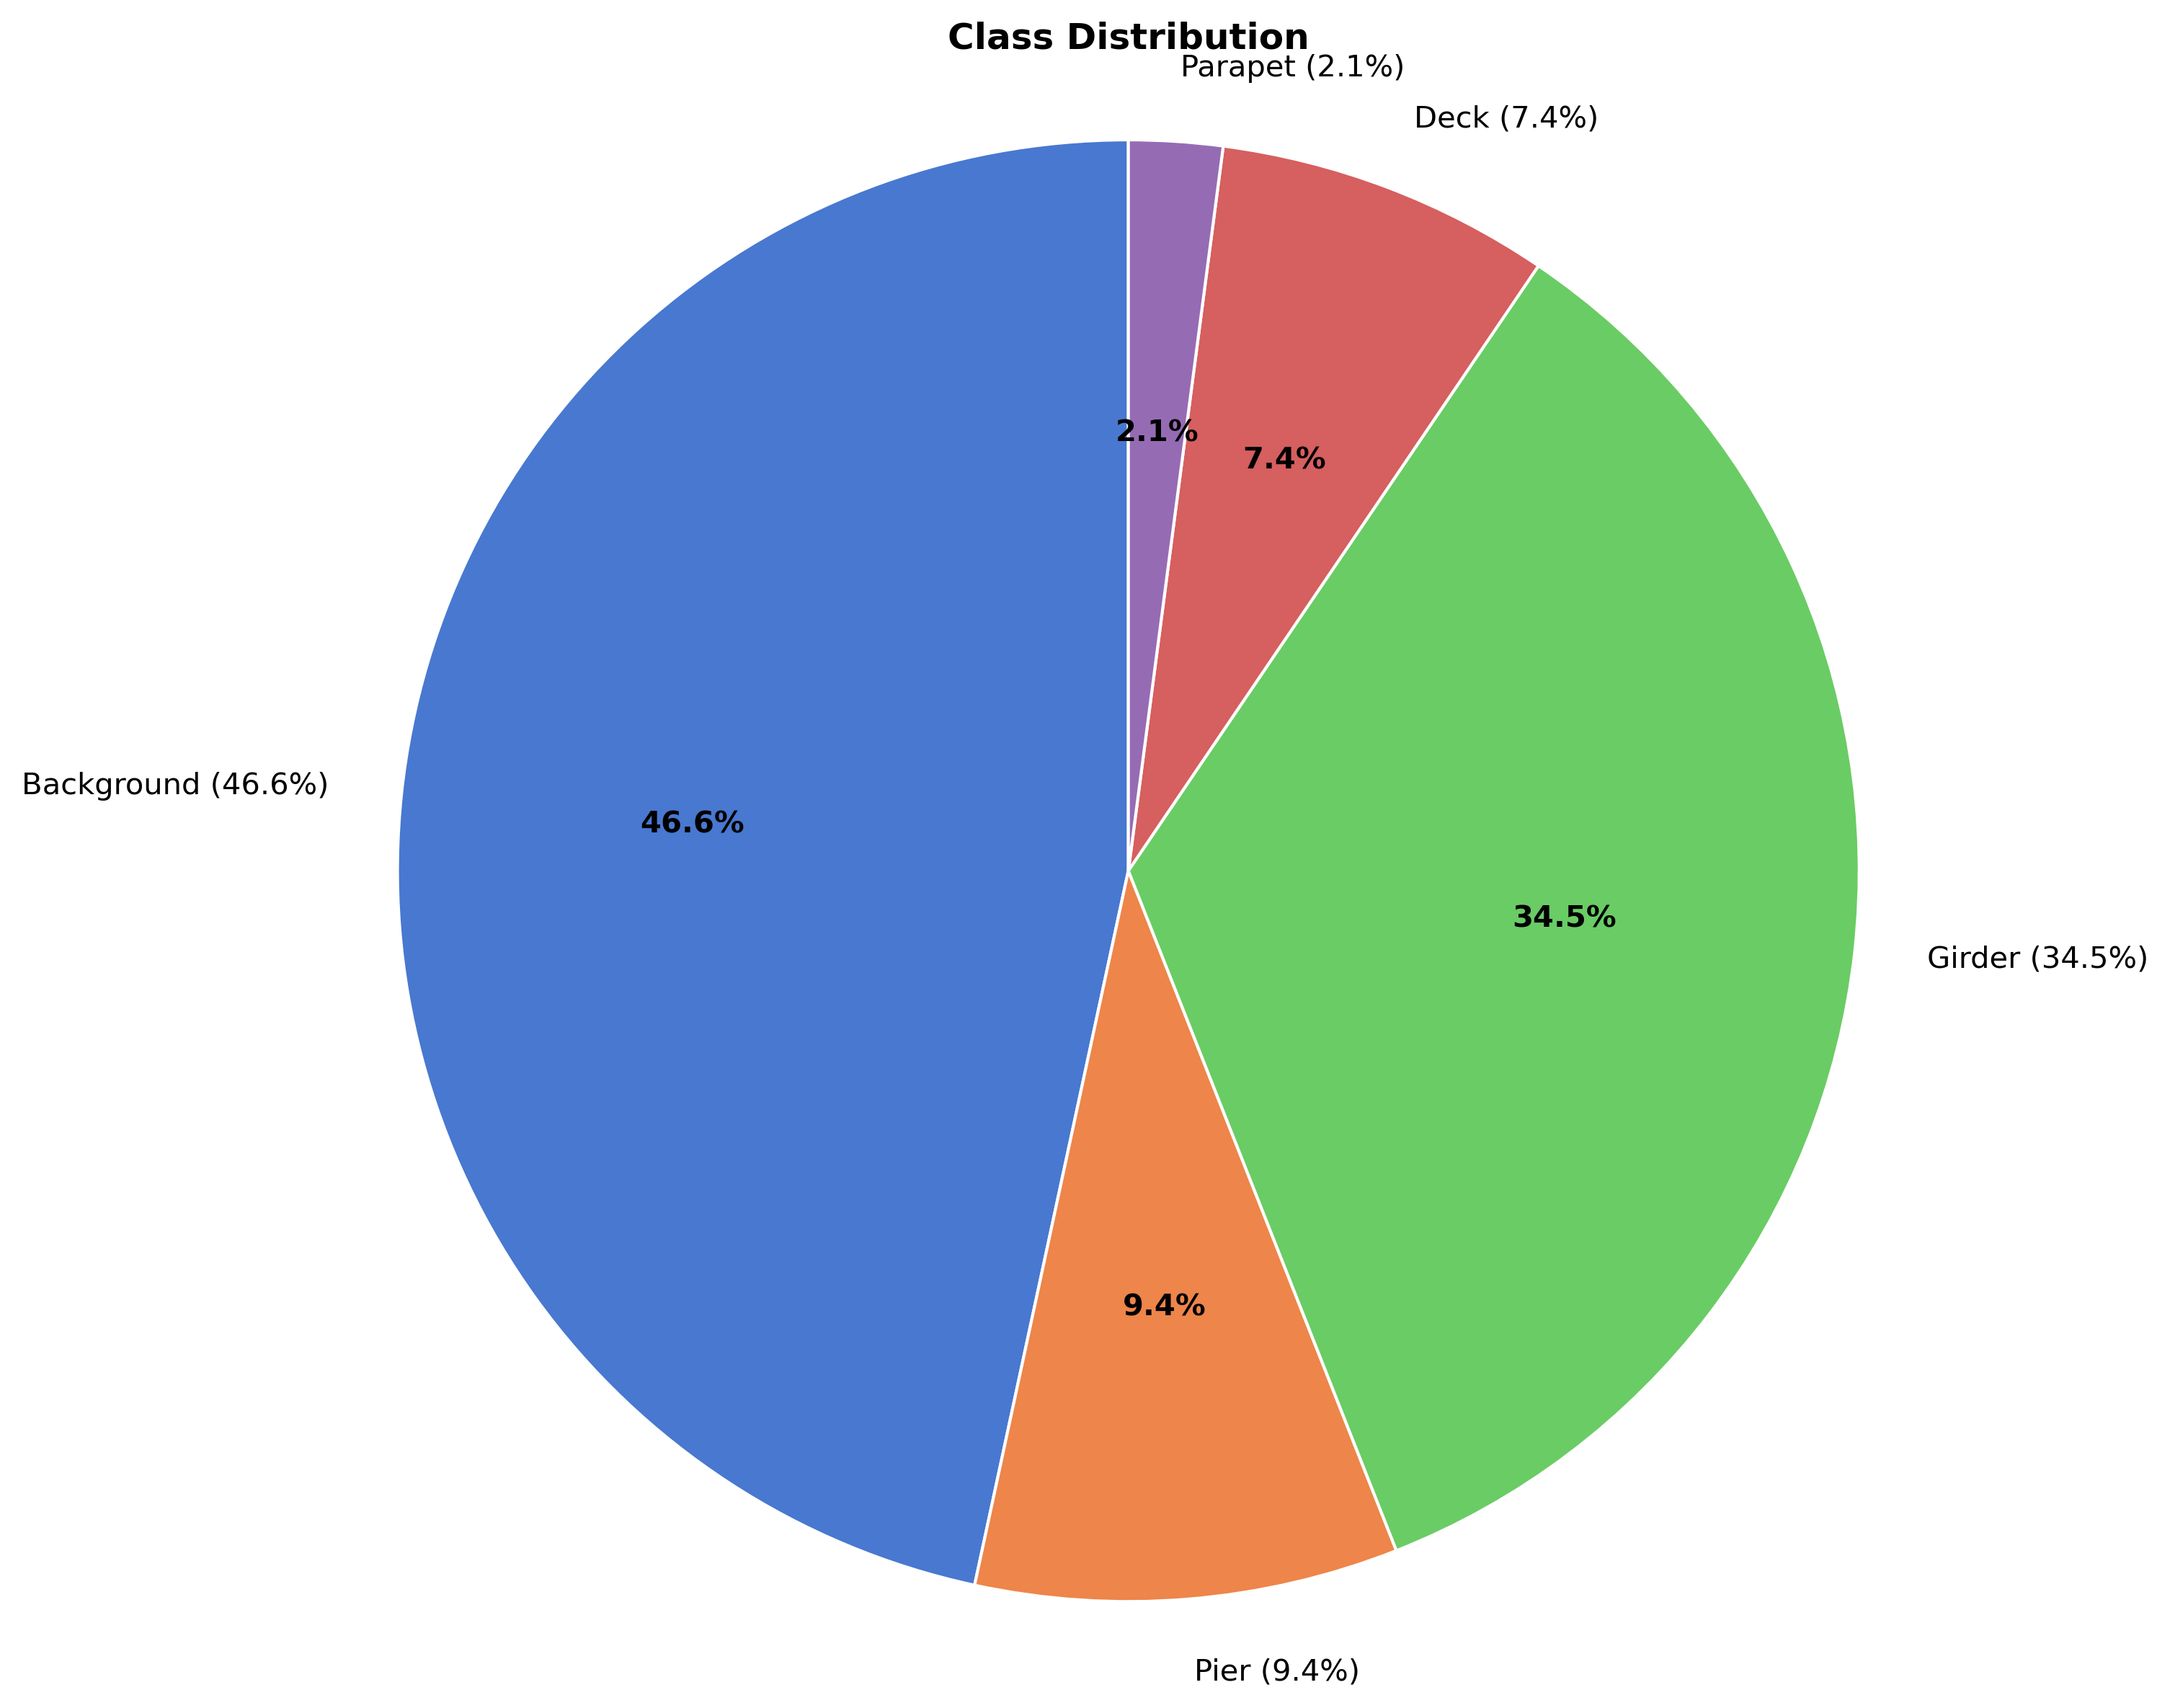 Class Distribution
Parapet (2.1%)
Deck (7.4%)
2.1%
7.4%
Background (46.6%)
46.6%
34.5%
Girder (34.5%)
9.4%
Pier (9.4%)